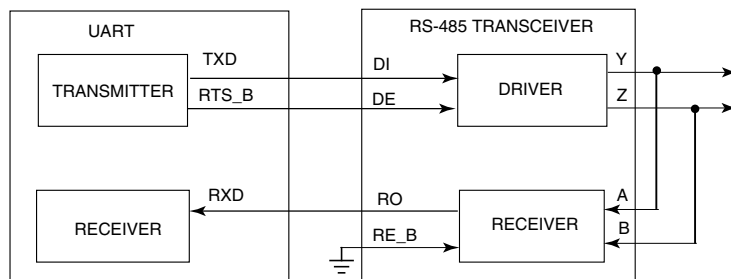 UART
RS-485 TRANSCEIVER
TRANSMITTER
TXD
DI
DRIVER
Y
RTS_B
DE
Z
RECEIVER
RXD
RO
RECEIVER
A
RE_B
B